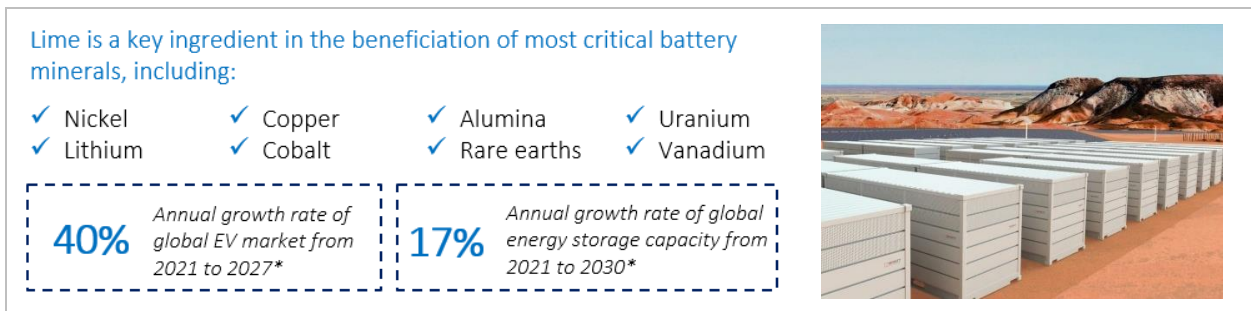 Lime is a key ingredient in the beneficiation of most critical battery
minerals, including:
✓ Nickel
✓ Copper
✓ Alumina
✓ Uranium
✓ Lithium
✓ Cobalt
✓ Rare earths
✓ Vanadium
40%
Annual growth rate of
global EV market from
2021 to 2027*
17%
Annual growth rate of global
energy storage capacity from
2021 to 2030*